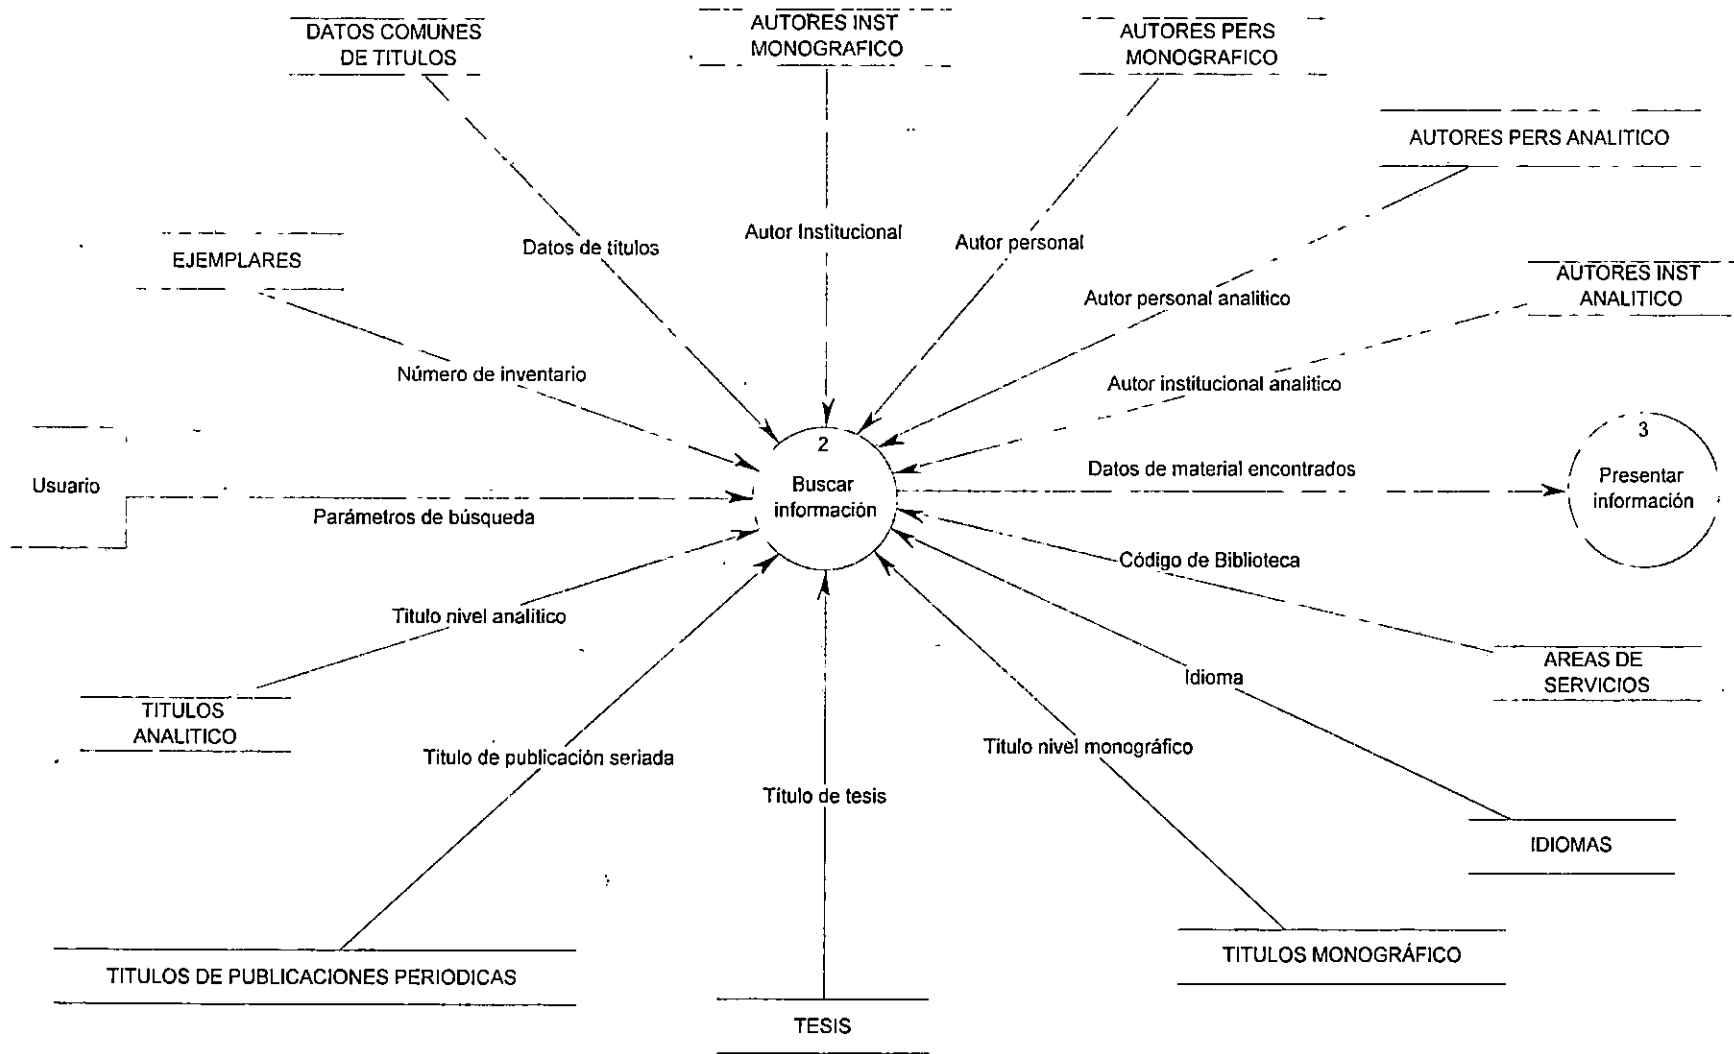 DATOS COMUNES
DE TITULOS
AUTORES INST
MONOGRAFICO
AUTORES PERS
MONOGRAFICO
AUTORES PERS ANALITICO
EJEMPLARES
Datos de títulos
Autor Institucional
Autor personal
AUTORES INST
ANALITICO
Autor personal analitico
Número de inventario
Autor institucional analitico
Usuario
Parámetros de búsqueda
2
Buscar
información
Datos de material encontrados
3
Presentar
información
Código de Biblioteca
Titulo nivel analítico
AREAS DE
SERVICIOS
Idioma
TITULOS
ANALITICO
Titulo de publicación seriada
Título de tesis
Titulo nivel monográfico
IDIOMAS
TITULOS MONOGRÁFICO
TITULOS DE PUBLICACIONES PERIODICAS
TESIS